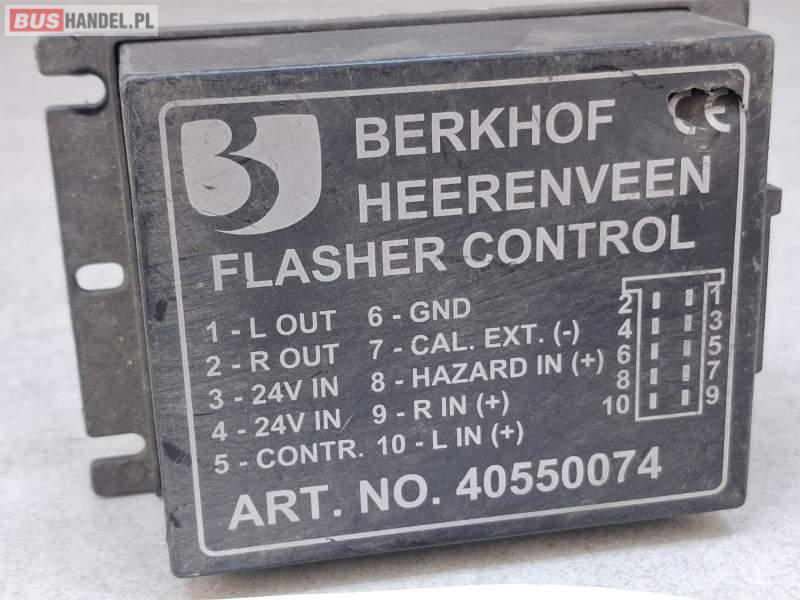 BUSHANDEL.PL
CE
BERKHOF
HEERENVEEN
FLASHER CONTROL
1 - L OUT
2 - R OUT
3 - 24V IN
4 - 24V IN
5 - CONTR.
6 - GND
7 - CAL. EXT. (-)
8 - HAZARD IN (+)
9 - R IN (+)
10 - L IN (+)
2 1
4 3
6 5
8 7
10 9
ART. NO. 40550074